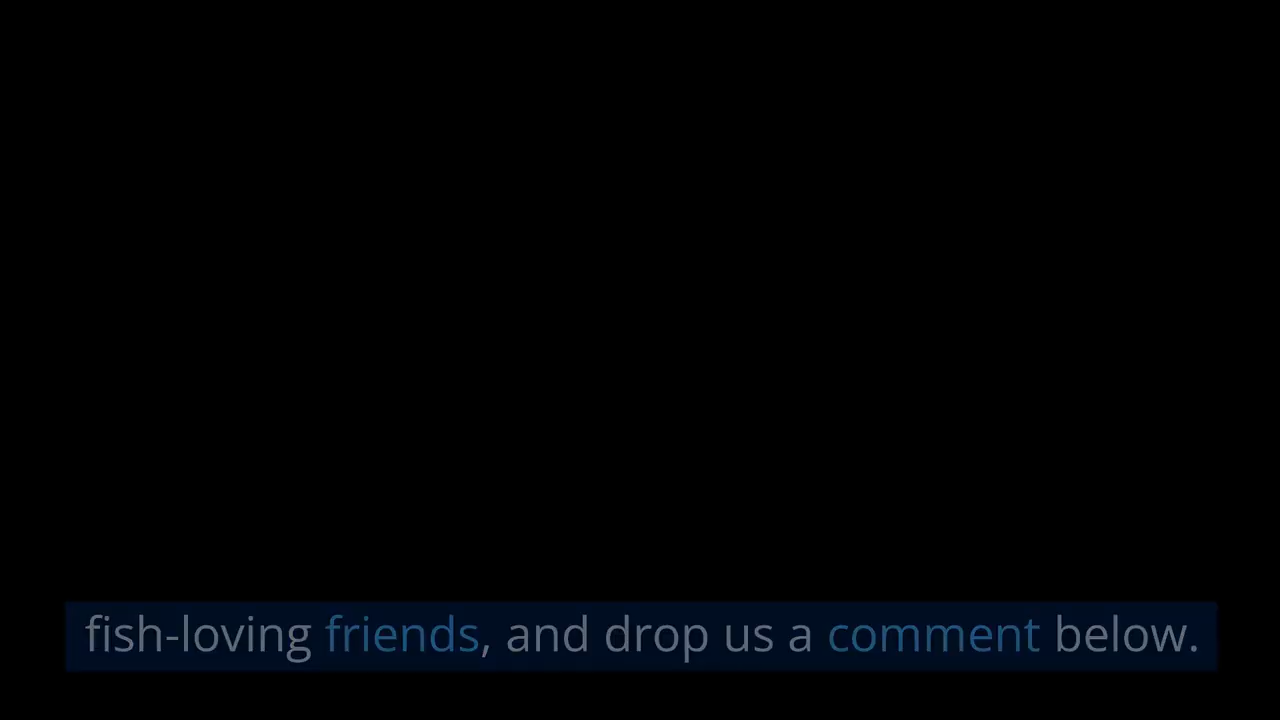 fish-loving friends, and drop us a comment below.